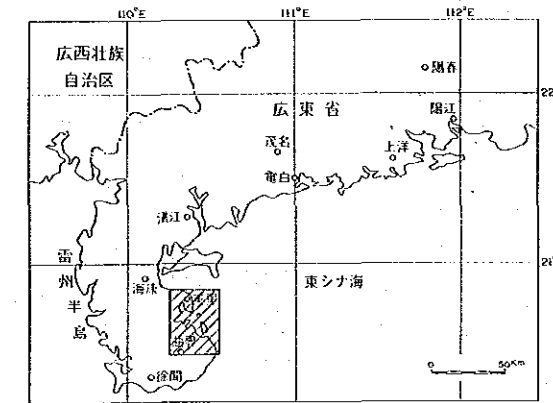 110°E
111°E
112°E
広西壮族
自治区
陽春
22
広東省
陽江
茂名
上洋
電白
湛江
21
雷州半島
海洙
東シナ海
徐聞
0
50Km